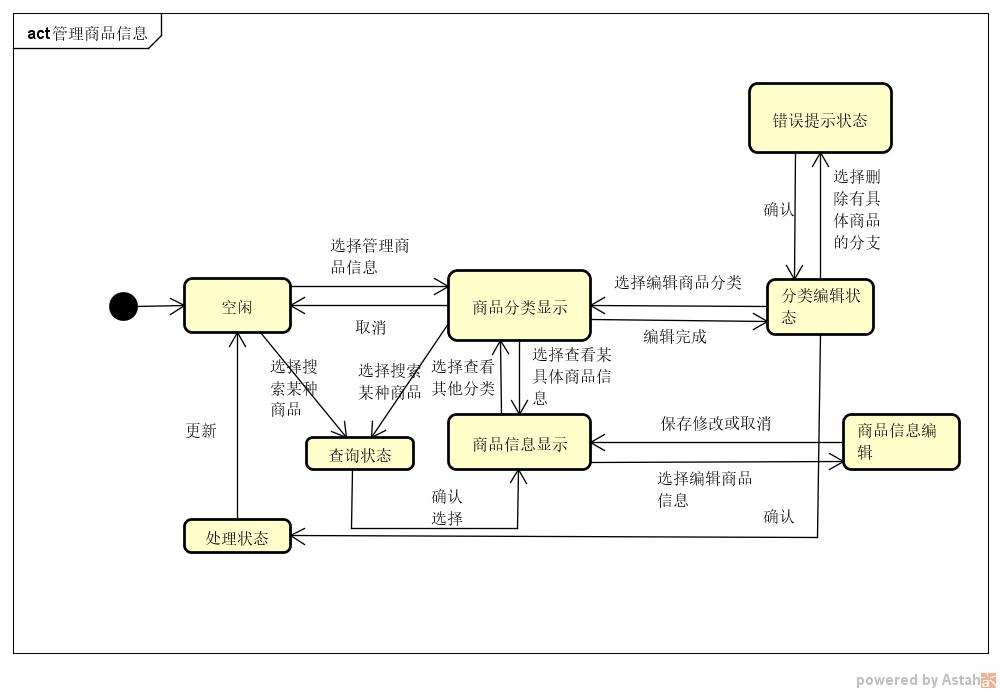 act 管理商品信息
错误提示状态
选择删
除有具
体商品
的分支
确认
选择管理商
品信息
空闲
商品分类显示
选择编辑商品分类
分类编辑状
态
取消
编辑完成
选择搜
索某种
商品
选择搜索
某种商品
选择查看
其他分类
选择查看某
具体商品信
息
更新
查询状态
商品信息显示
保存修改或取消
商品信息编
辑
选择编辑商品
信息
确认
选择
确认
处理状态
powered by Astah